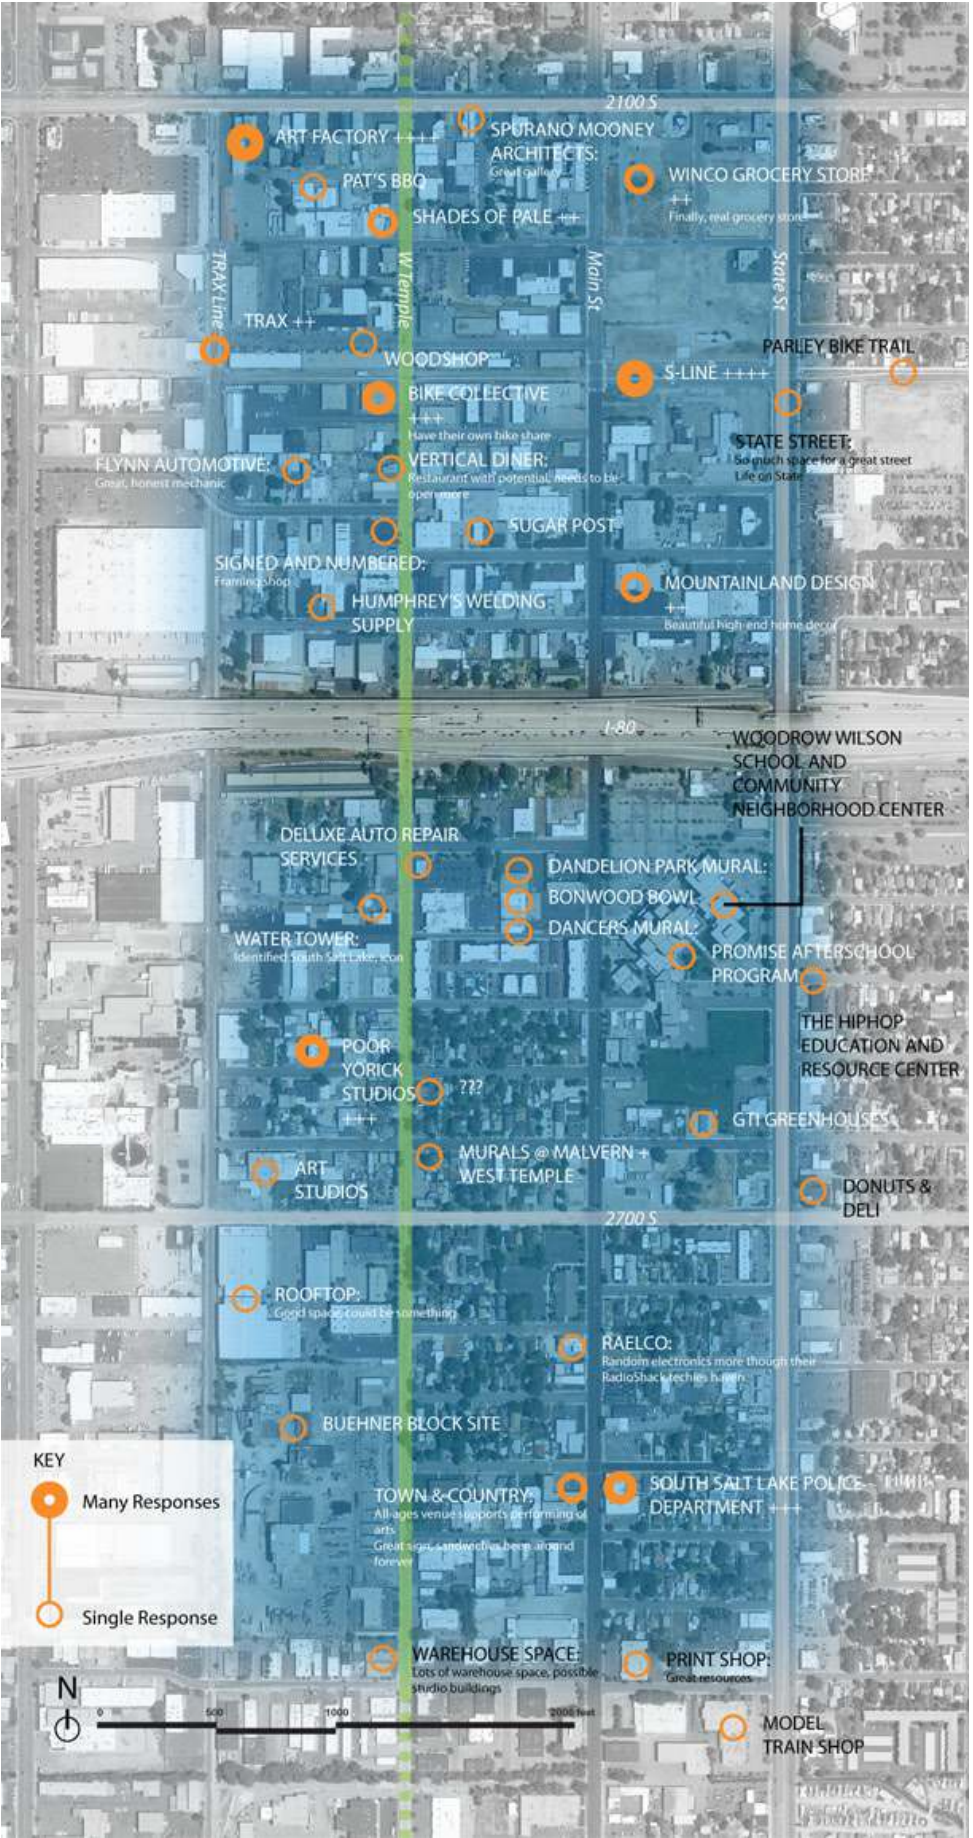 2100 S
ART FACTORY ++++
SPURANO MOONEY
ARCHITECTS:
Great gallery
PAT'S BBQ
WINCO GROCERY STORE
++
Finally, real grocery store
SHADES OF PALE ++
TRAX Line
W Temple
Main St
State St
TRAX ++
WOODSHOP
PARLEY BIKE TRAIL
S-LINE ++++
BIKE COLLECTIVE
+++
Have their own bike share
STATE STREET:
So much space for a great street
Life on State
FLYNN AUTOMOTIVE:
Great, honest mechanic
VERTICAL DINER:
Restaurant with potential, needs to be
open more
SUGAR POST
SIGNED AND NUMBERED:
Framing shop
HUMPHREY'S WELDING
SUPPLY
MOUNTAINLAND DESIGN
++
Beautiful high-end home decor
I-80
WOODROW WILSON
SCHOOL AND
COMMUNITY
NEIGHBORHOOD CENTER
DELUXE AUTO REPAIR
SERVICES
DANDELION PARK MURAL:
BONWOOD BOWL
DANCERS MURAL:
WATER TOWER:
Identified South Salt Lake, icon
PROMISE AFTERSCHOOL
PROGRAM
THE HIPHOP
EDUCATION AND
RESOURCE CENTER
POOR
YORICK
STUDIOS
+++
???
GTI GREENHOUSES
MURALS @ MALVERN +
WEST TEMPLE
ART
STUDIOS
DONUTS &
DELI
2700 S
ROOFTOP:
Good space, could be something
RAELCO:
Random electronics more though their
RadioShack techies haven
BUEHNER BLOCK SITE
KEY
Many Responses
Single Response
TOWN & COUNTRY:
All-ages venue supports performing of
arts
Great sign, sandwiches been around
forever
SOUTH SALT LAKE POLICE
DEPARTMENT +++
WAREHOUSE SPACE:
Lots of warehouse space, possible
studio buildings
PRINT SHOP:
Great resources
MODEL
TRAIN SHOP
N
0 500 1000 2000 feet